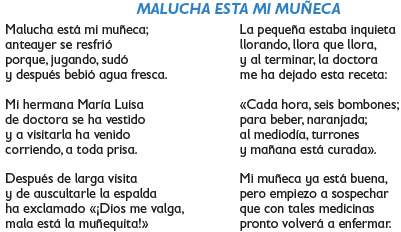 MALUCHA ESTA MI MUÑECA
Malucha está mi muñeca;
anteayer se resfrió
porque, jugando, sudó
y después bebió agua fresca.
Mi hermana María Luisa
de doctora se ha vestido
y a visitarla ha venido
corriendo, a toda prisa.
Después de larga visita
y de auscultarle la espalda
ha exclamado «¡Dios me valga,
mala está la muñequita!»
La pequeña estaba inquieta
llorando, llora que llora,
y al terminar, la doctora
me ha dejado esta receta:
«Cada hora, seis bombones;
para beber, naranjada;
al mediodía, turrones
y mañana está curada».
Mi muñeca ya está buena,
pero empiezo a sospechar
que con tales medicinas
pronto volverá a enfermar.